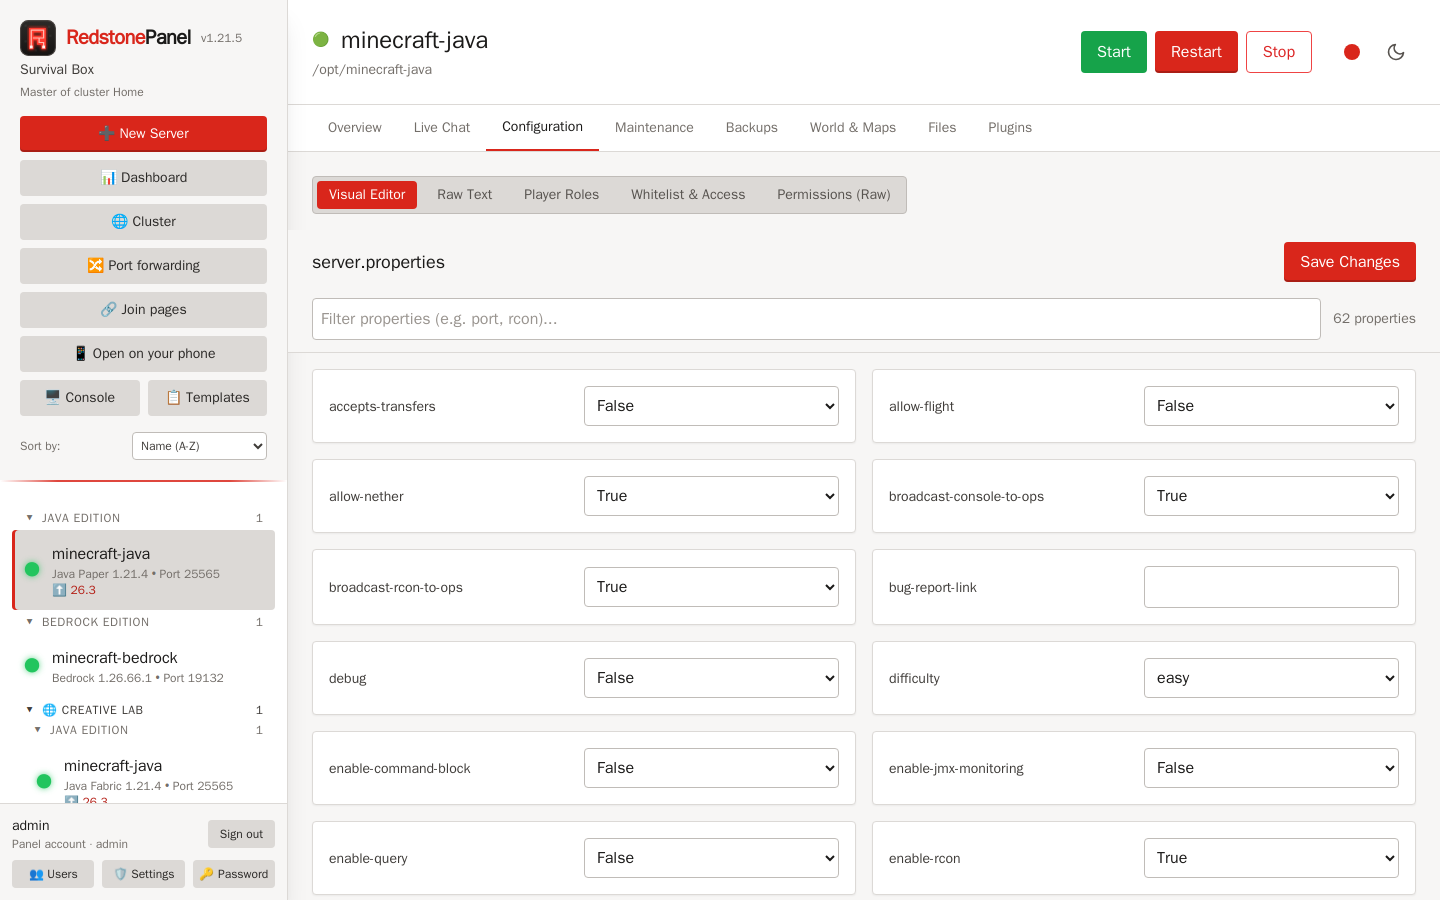 RedstonePanel v1.21.5
Survival Box
Master of cluster Home
➕ New Server
📊 Dashboard
🌐 Cluster
🔀 Port forwarding
🔗 Join pages
📱 Open on your phone
🖥️ Console
📋 Templates
Sort by:
Name (A-Z)
JAVA EDITION 1
minecraft-java
Java Paper 1.21.4 • Port 25565
⬆️ 26.3
BEDROCK EDITION 1
minecraft-bedrock
Bedrock 1.26.66.1 • Port 19132
🌐 CREATIVE LAB 1
JAVA EDITION 1
minecraft-java
Java Fabric 1.21.4 • Port 25565
⬆️ 26.3
admin
Panel account · admin
Sign out
👥 Users
🛡️ Settings
🔑 Password
minecraft-java
/opt/minecraft-java
Start
Restart
Stop
Overview
Live Chat
Configuration
Maintenance
Backups
World & Maps
Files
Plugins
Visual Editor
Raw Text
Player Roles
Whitelist & Access
Permissions (Raw)
server.properties
Save Changes
Filter properties (e.g. port, rcon)...
62 properties
accepts-transfers
False
allow-flight
False
allow-nether
True
broadcast-console-to-ops
True
broadcast-rcon-to-ops
True
bug-report-link
debug
False
difficulty
easy
enable-command-block
False
enable-jmx-monitoring
False
enable-query
False
enable-rcon
True